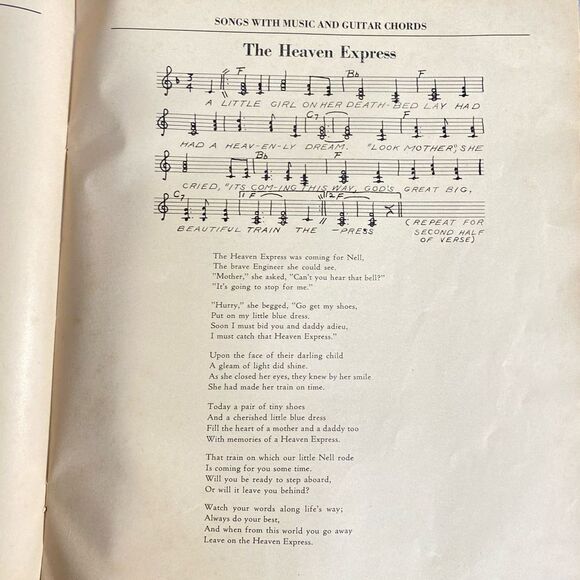 SONGS WITH MUSIC AND GUITAR CHORDS
The Heaven Express
F Bb F
3
4
A LITTLE GIRL ON HER DEATH-BED LAY HAD
C7 F
HAD A HEAV-EN-LY DREAM. "LOOK MOTHER", SHE
Bb F
CRIED, "ITS COM-ING THIS WAY, GOD'S GREAT BIG,
C7 1 F 2 F
BEAUTIFUL TRAIN THE -PRESS (REPEAT FOR
SECOND HALF
OF VERSE)
The Heaven Express was coming for Nell,
The brave Engineer she could see.
"Mother," she asked, "Can't you hear that bell?"
"It's going to stop for me."
"Hurry," she begged, "Go get my shoes,
Put on my little blue dress.
Soon I must bid you and daddy adieu,
I must catch that Heaven Express."
Upon the face of their darling child
A gleam of light did shine.
As she closed her eyes, they knew by her smile
She had made her train on time.
Today a pair of tiny shoes
And a cherished little blue dress
Fill the heart of a mother and a daddy too
With memories of a Heaven Express.
That train on which our little Nell rode
Is coming for you some time.
Will you be ready to step aboard,
Or will it leave you behind?
Watch your words along life's way;
Always do your best,
And when from this world you go away
Leave on the Heaven Express.